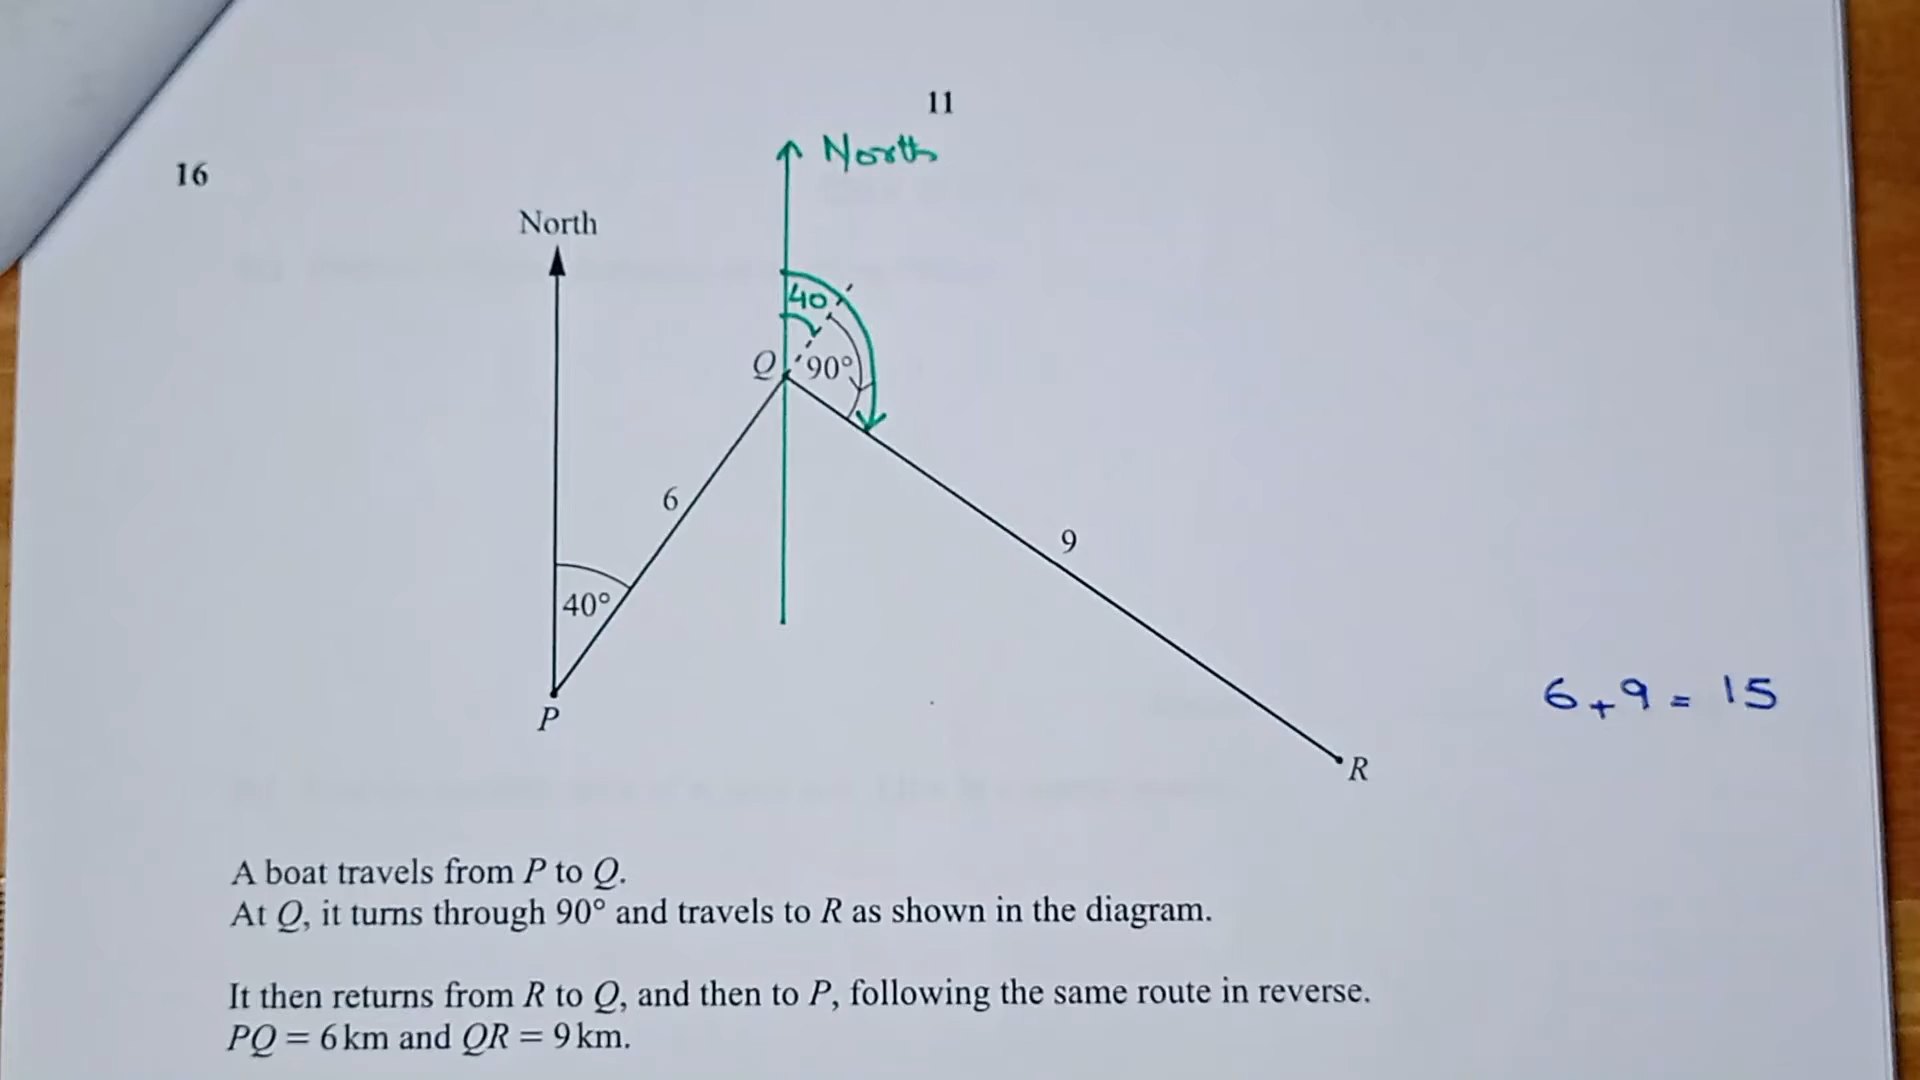 11
North
16
North
40
Q
90°
6
9
40°
6+9 = 15
P
R
A boat travels from P to Q.
At Q, it turns through 90° and travels to R as shown in the diagram.
It then returns from R to Q, and then to P, following the same route in reverse.
PQ = 6 km and QR = 9 km.